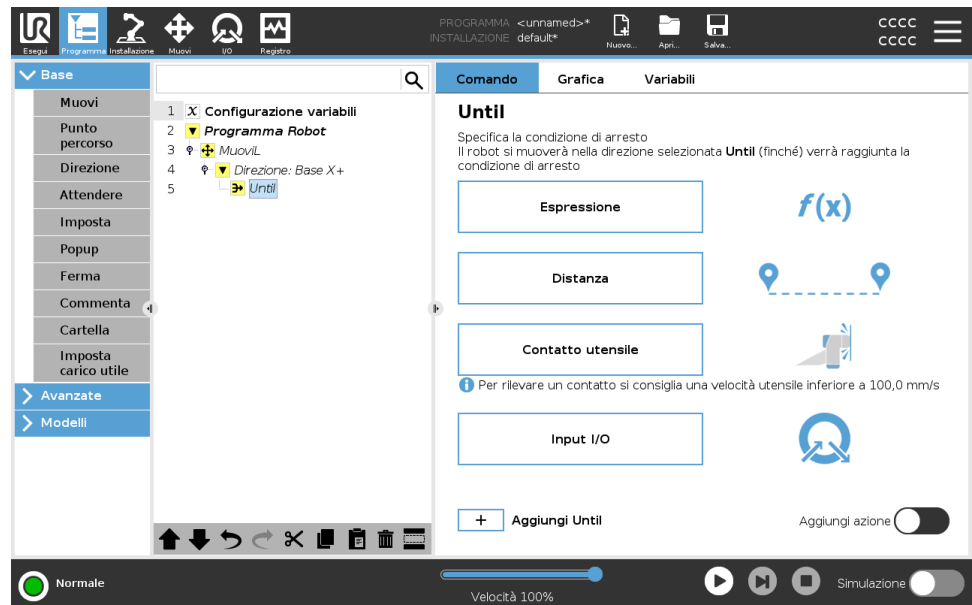 PROGRAMMA <unnamed>*
INSTALLAZIONE default*
cccc
cccc
UR
Esegui
Programma
Installazione
Muovi
I/O
Registro
Nuovo...
Apri...
Salva...
Base
Muovi
Punto
percorso
Direzione
Attendere
Imposta
Popup
Ferma
Commenta
Cartella
Imposta
carico utile
Avanzate
Modelli
1 X Configurazione variabili
2 Programma Robot
3 MuoviL
4 Direzione: Base X+
5 Until
Comando Grafica Variabili
Until
Specifica la condizione di arresto
Il robot si muoverà nella direzione selezionata Until (finché) verrà raggiunta la
condizione di arresto
Espressione
f(x)
Distanza
Contatto utensile
Per rilevare un contatto si consiglia una velocità utensile inferiore a 100,0 mm/s
Input I/O
+ Aggiungi Until
Aggiungi azione
Normale
Velocità 100%
Simulazione